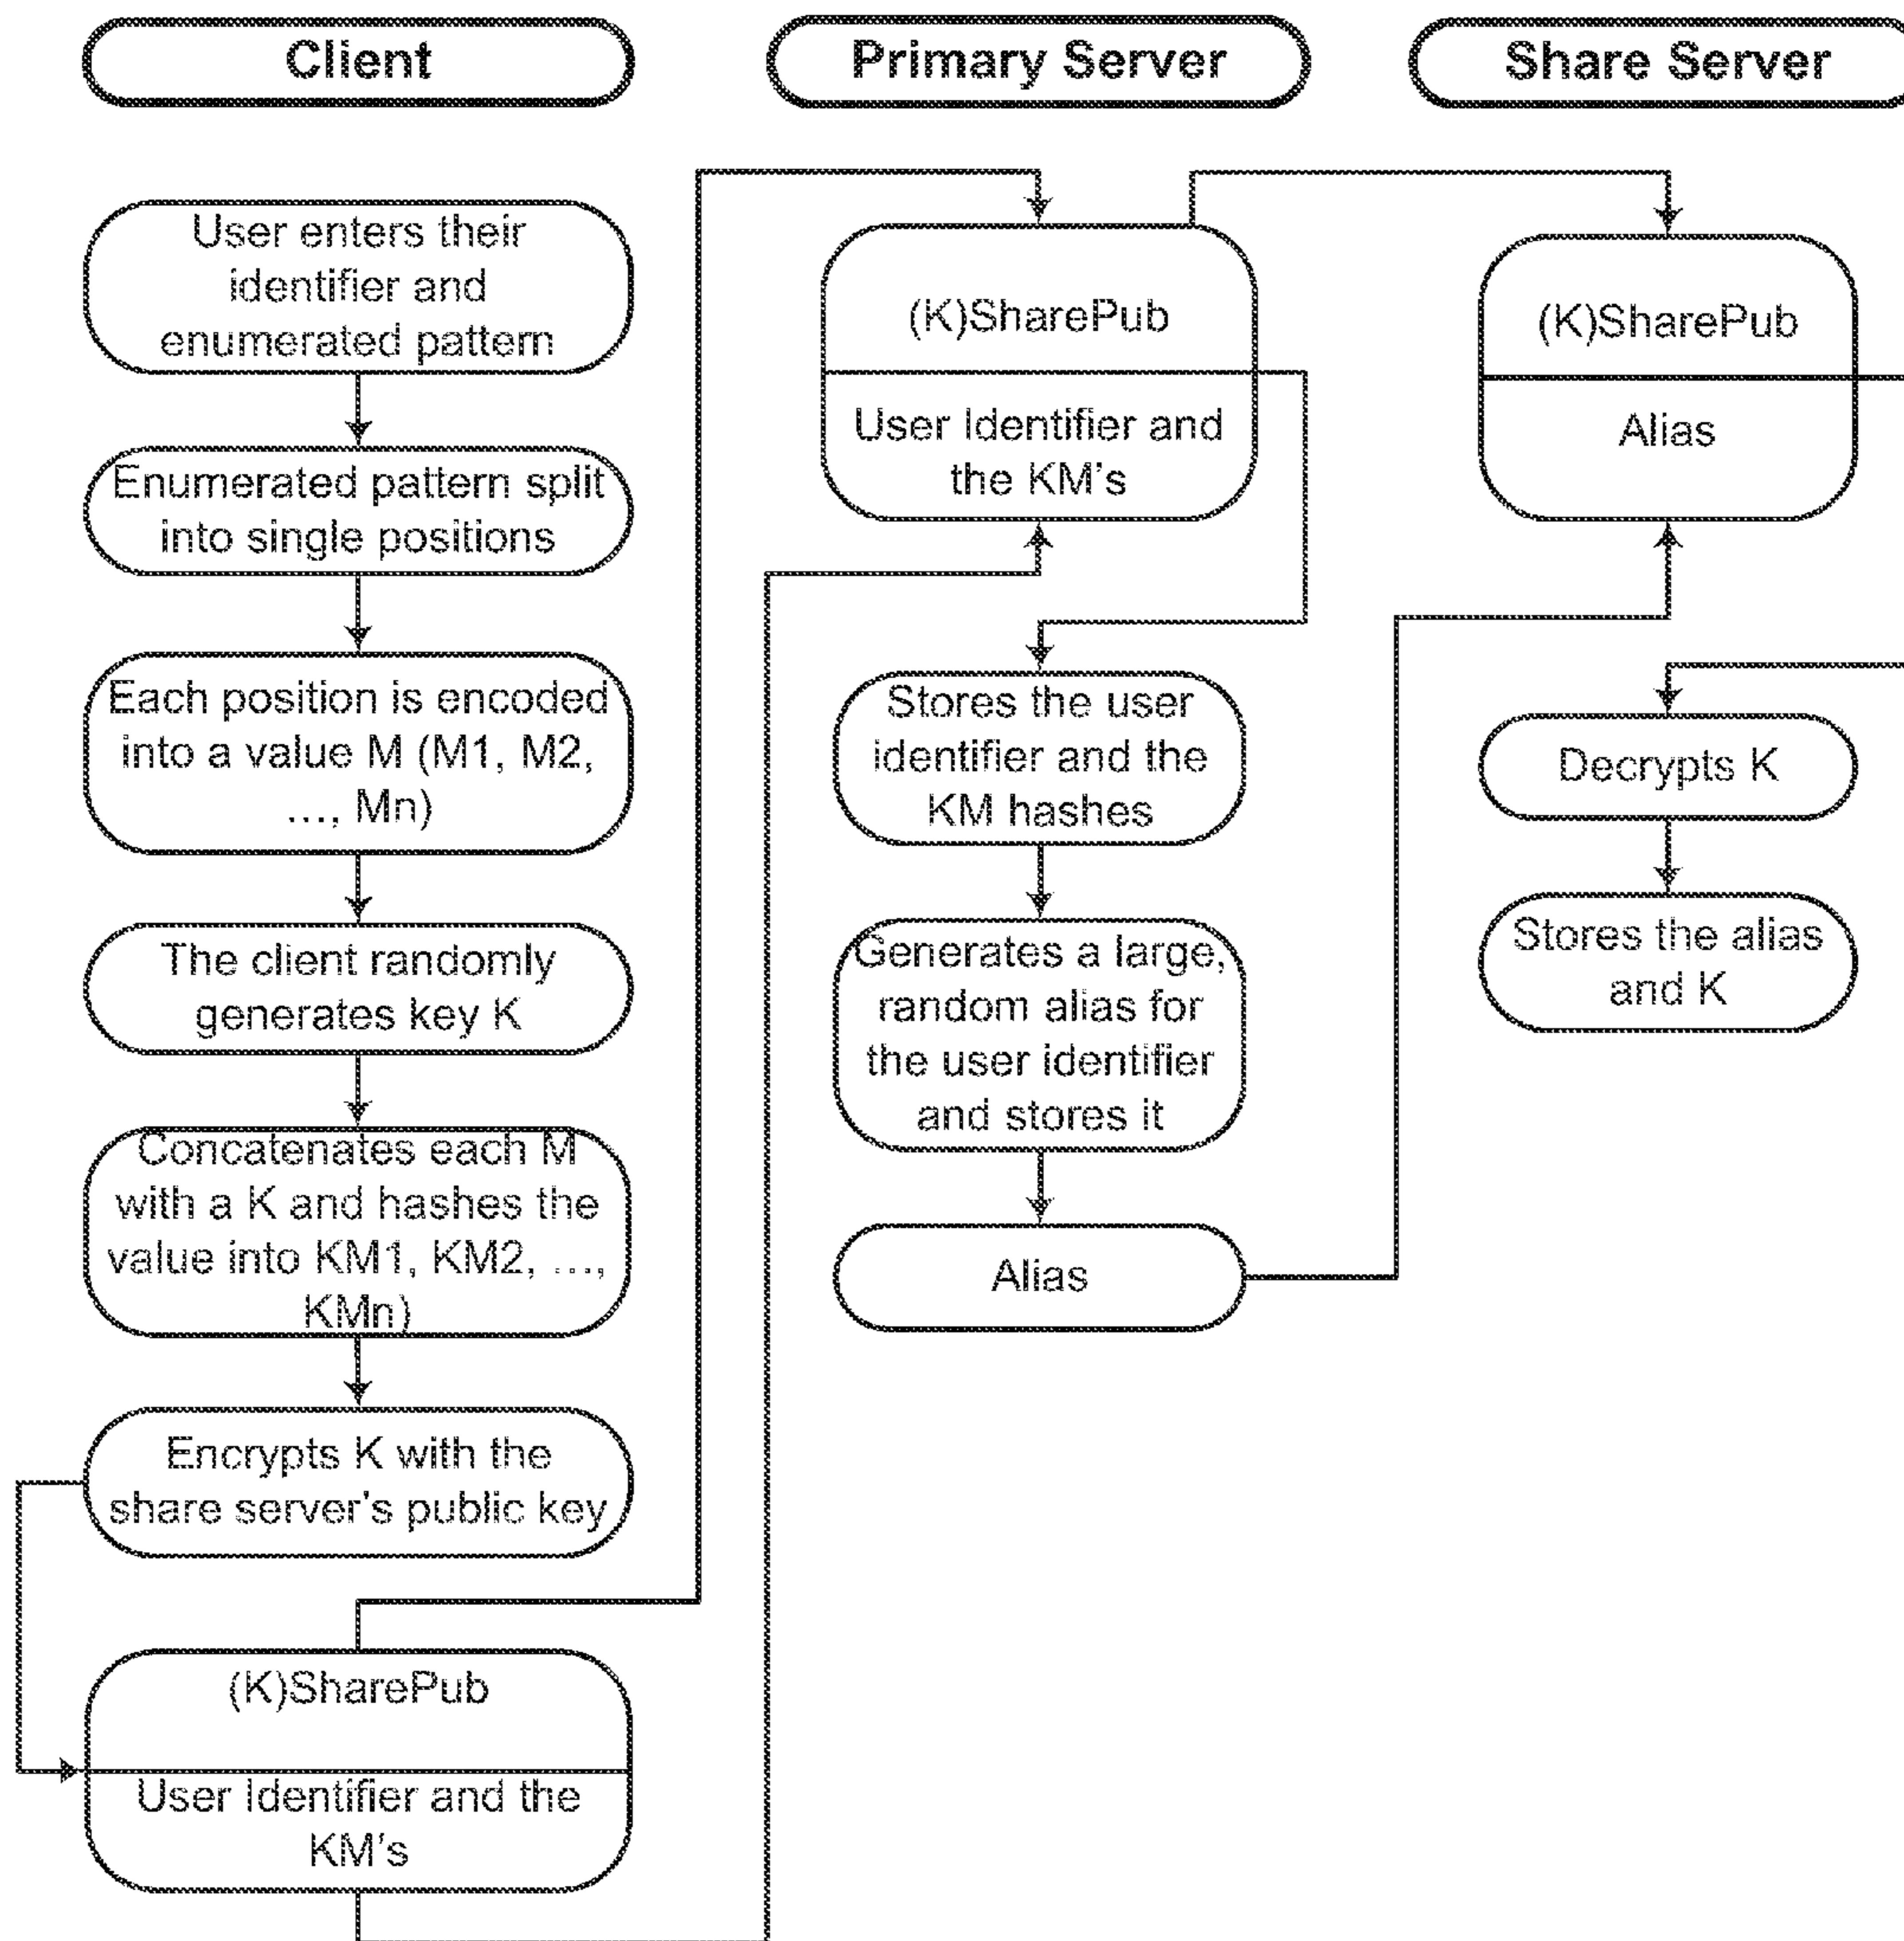 Client
Primary Server
Share Server
User enters their
identifier and
enumerated pattern
Enumerated pattern split
into single positions
Each position is encoded
into a value M (M1, M2,
..., Mn)
The client randomly
generates key K
Concatenates each M
with a K and hashes the
value into KM1, KM2, ...,
KMn)
Encrypts K with the
share server's public key
(K)SharePub
User Identifier and the
KM's
(K)SharePub
User Identifier and
the KM's
Stores the user
identifier and the
KM hashes
Generates a large,
random alias for
the user identifier
and stores it
Alias
(K)SharePub
Alias
Decrypts K
Stores the alias
and K